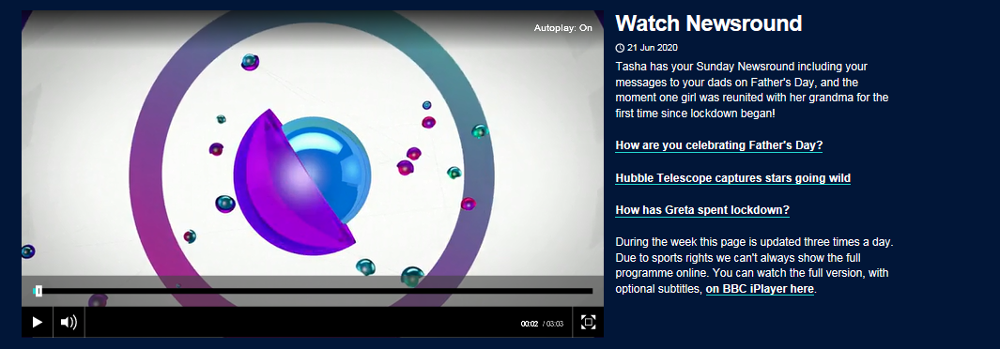 Autoplay: On
00:02 / 03:03
Watch Newsround
21 Jun 2020
Tasha has your Sunday Newsround including your
messages to your dads on Father's Day, and the
moment one girl was reunited with her grandma for the
first time since lockdown began!
How are you celebrating Father's Day?
Hubble Telescope captures stars going wild
How has Greta spent lockdown?
During the week this page is updated three times a day.
Due to sports rights we can't always show the full
programme online. You can watch the full version, with
optional subtitles, on BBC iPlayer here.